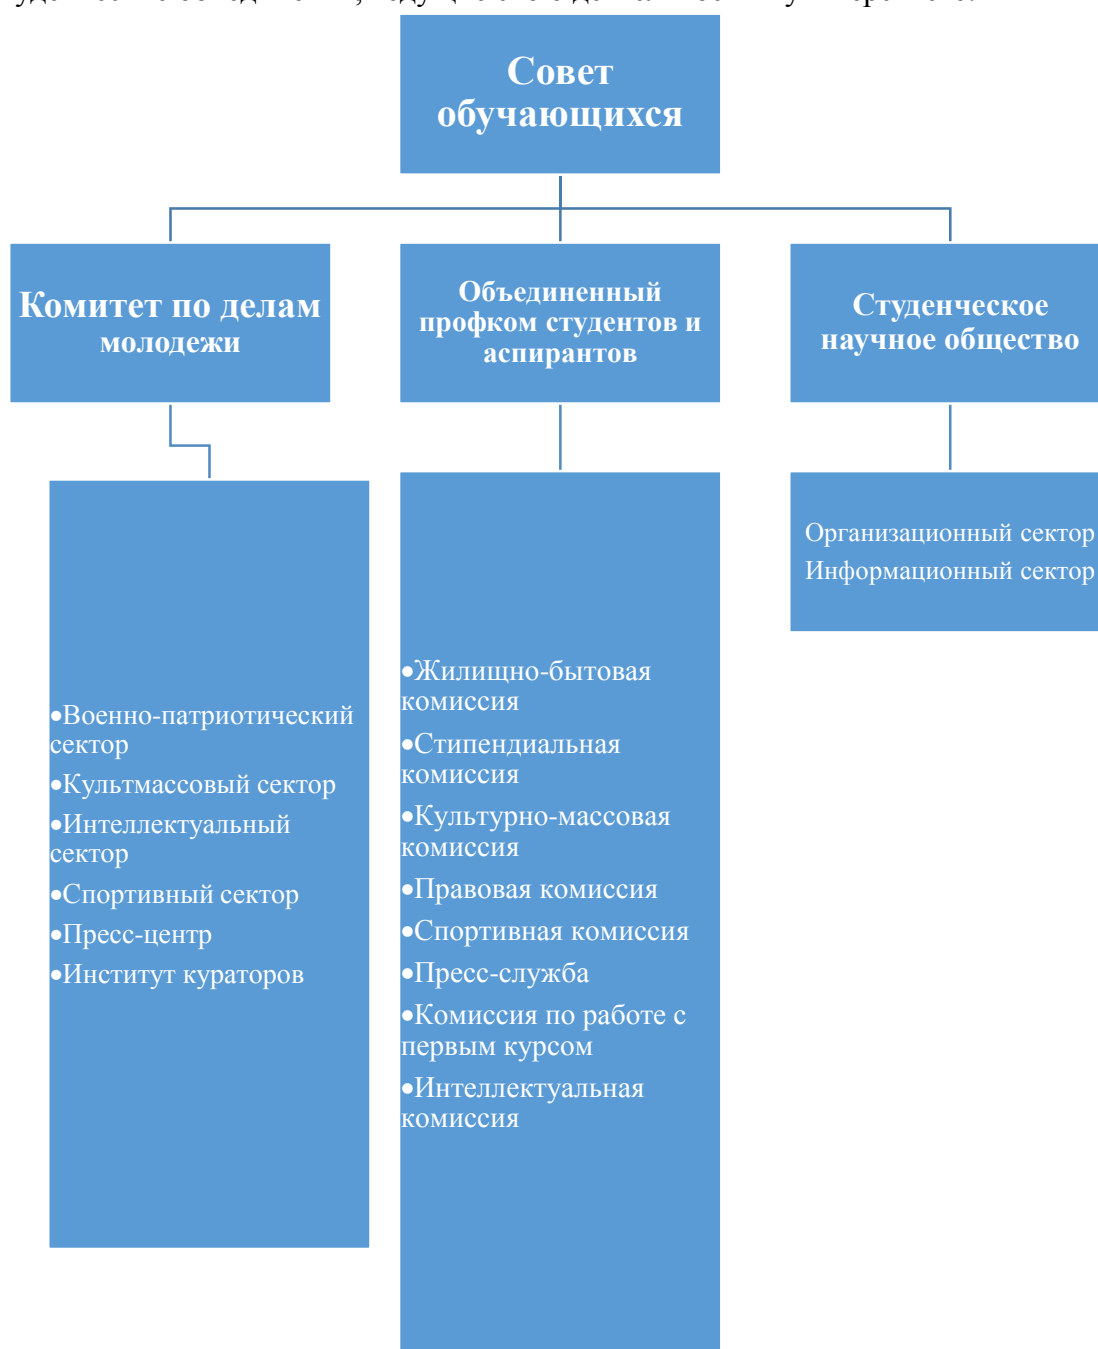 Совет
обучающихся
Комитет по делам
молодежи
Объединенный
профком студентов и
аспирантов
Студенческое
научное общество
•Военно-патриотический
сектор
•Культмассовый сектор
•Интеллектуальный
сектор
•Спортивный сектор
•Пресс-центр
•Институт кураторов
•Жилищно-бытовая
комиссия
•Стипендиальная
комиссия
•Культурно-массовая
комиссия
•Правовая комиссия
•Спортивная комиссия
•Пресс-служба
•Комиссия по работе с
первым курсом
•Интеллектуальная
комиссия
Организационный сектор
Информационный сектор